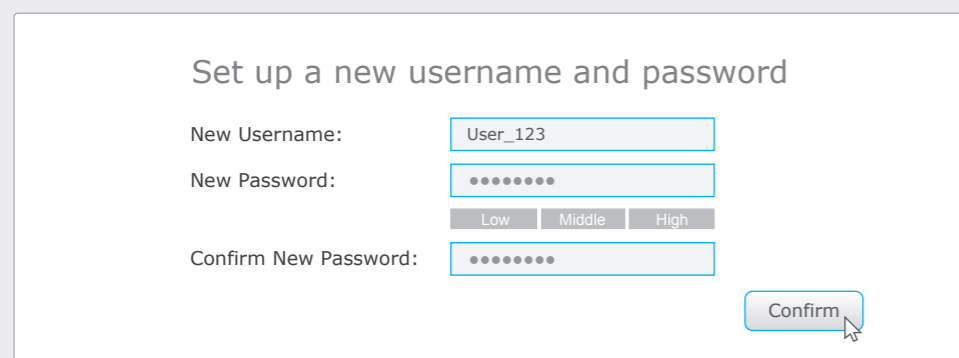 Set up a new username and password
New Username: User_123
New Password: ●●●●●●●●
Low Middle High
Confirm New Password: ●●●●●●●●
Confirm